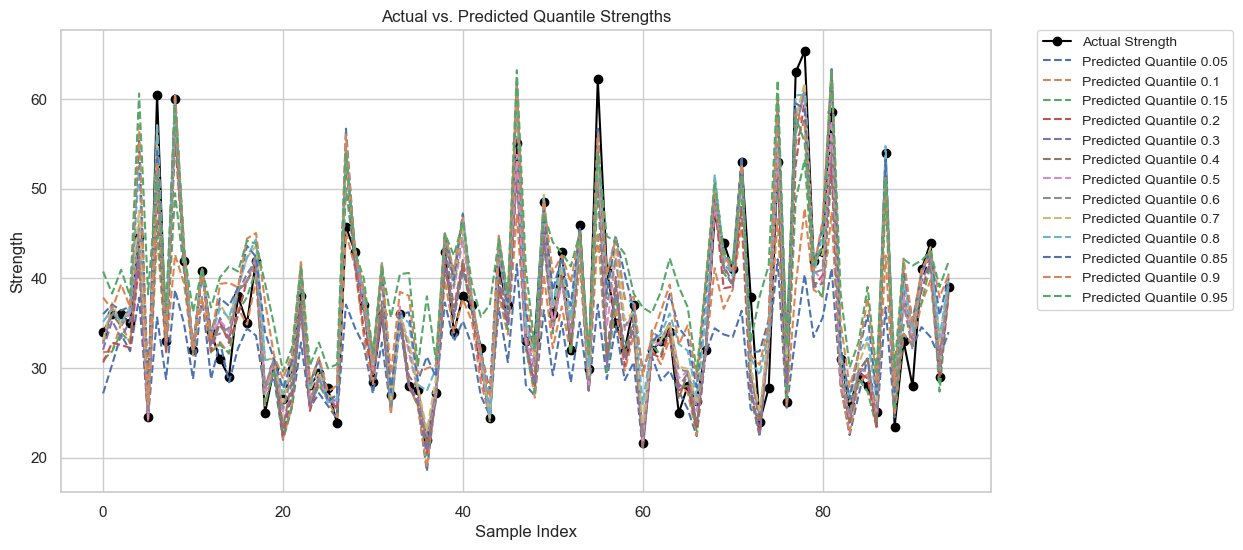 Actual vs. Predicted Quantile Strengths
Strength
60
50
40
30
20
0
20
40
60
80
Sample Index
Actual Strength
Predicted Quantile 0.05
Predicted Quantile 0.1
Predicted Quantile 0.15
Predicted Quantile 0.2
Predicted Quantile 0.3
Predicted Quantile 0.4
Predicted Quantile 0.5
Predicted Quantile 0.6
Predicted Quantile 0.7
Predicted Quantile 0.8
Predicted Quantile 0.85
Predicted Quantile 0.9
Predicted Quantile 0.95